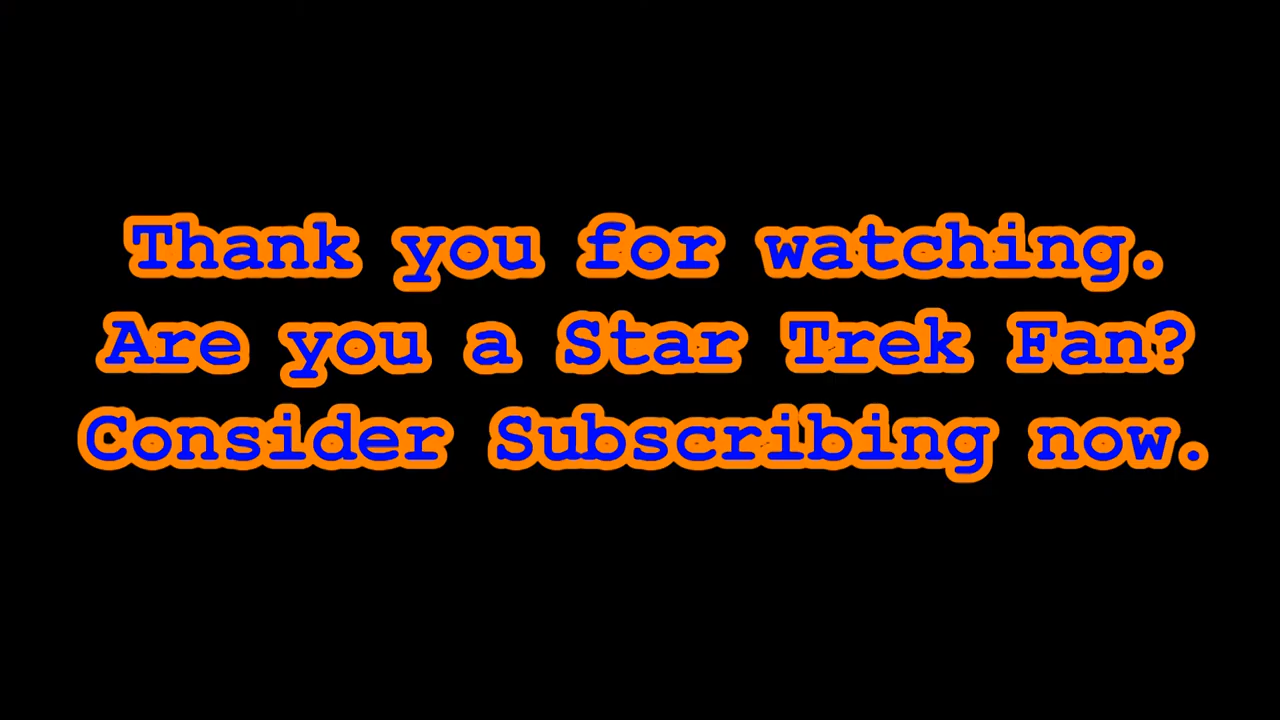 Thank you for watching.
Are you a Star Trek Fan?
Consider Subscribing now.